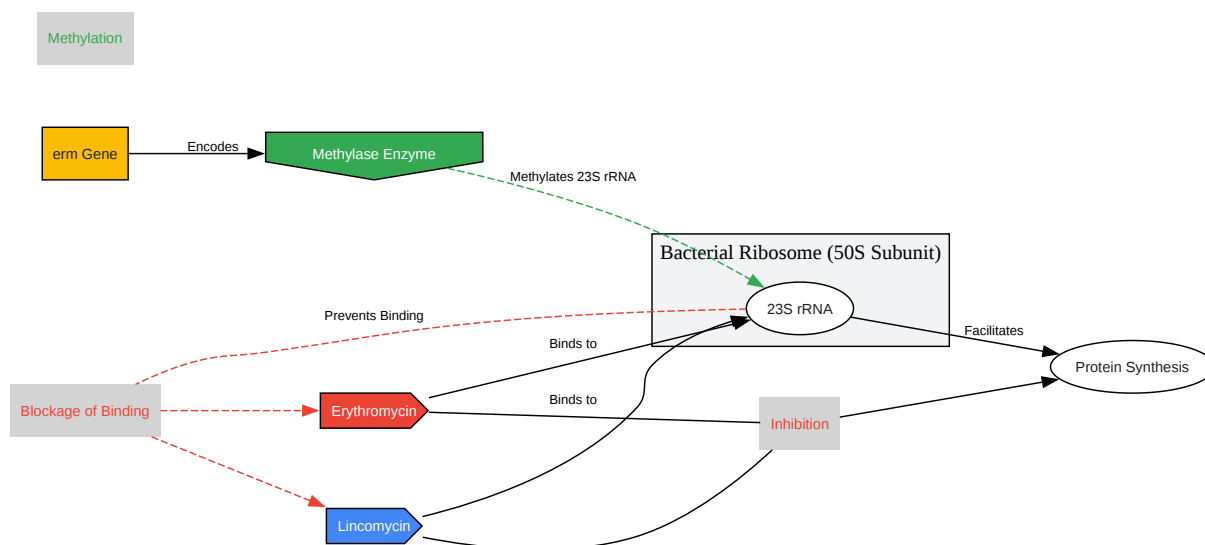 Methylation
erm Gene
Encodes
Methylase Enzyme
Methylates 23S rRNA
Bacterial Ribosome (50S Subunit)
23S rRNA
Prevents Binding
Facilitates
Binds to
Protein Synthesis
Blockage of Binding
Erythromycin
Binds to
Inhibition
Lincomycin